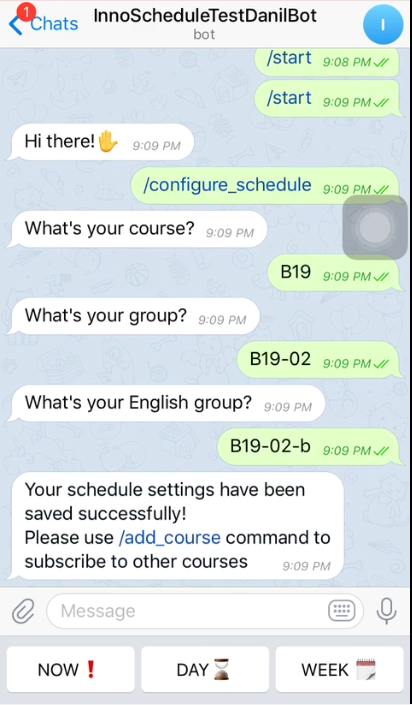 1
Chats
InnoScheduleTestDanilBot
bot
I
/start 9:08 PM
/start 9:09 PM
Hi there!✋ 9:09 PM
/configure_schedule 9:09 PM
What's your course? 9:09 PM
B19 9:09 PM
What's your group? 9:09 PM
B19-02 9:09 PM
What's your English group? 9:09 PM
B19-02-b 9:09 PM
Your schedule settings have been
saved successfully!
Please use /add_course command to
subscribe to other courses 9:09 PM
Message
NOW❗ DAY⏳ WEEK🗓